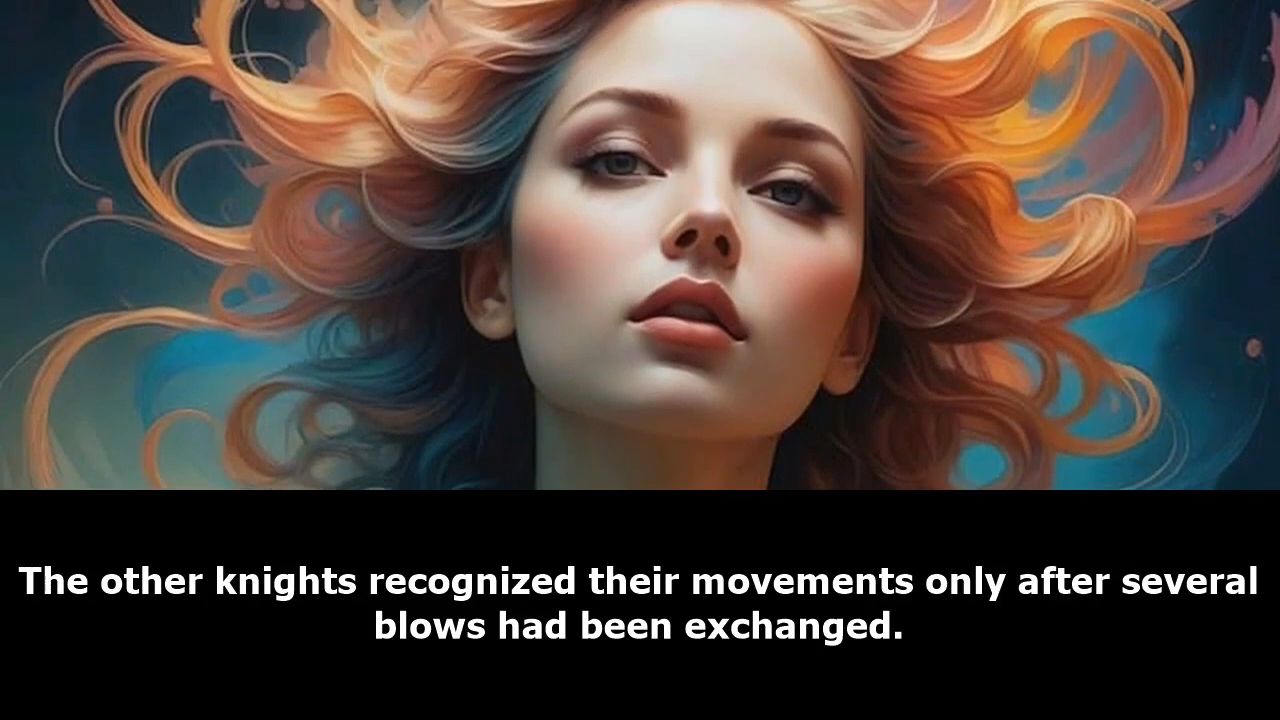 The other knights recognized their movements only after several
blows had been exchanged.